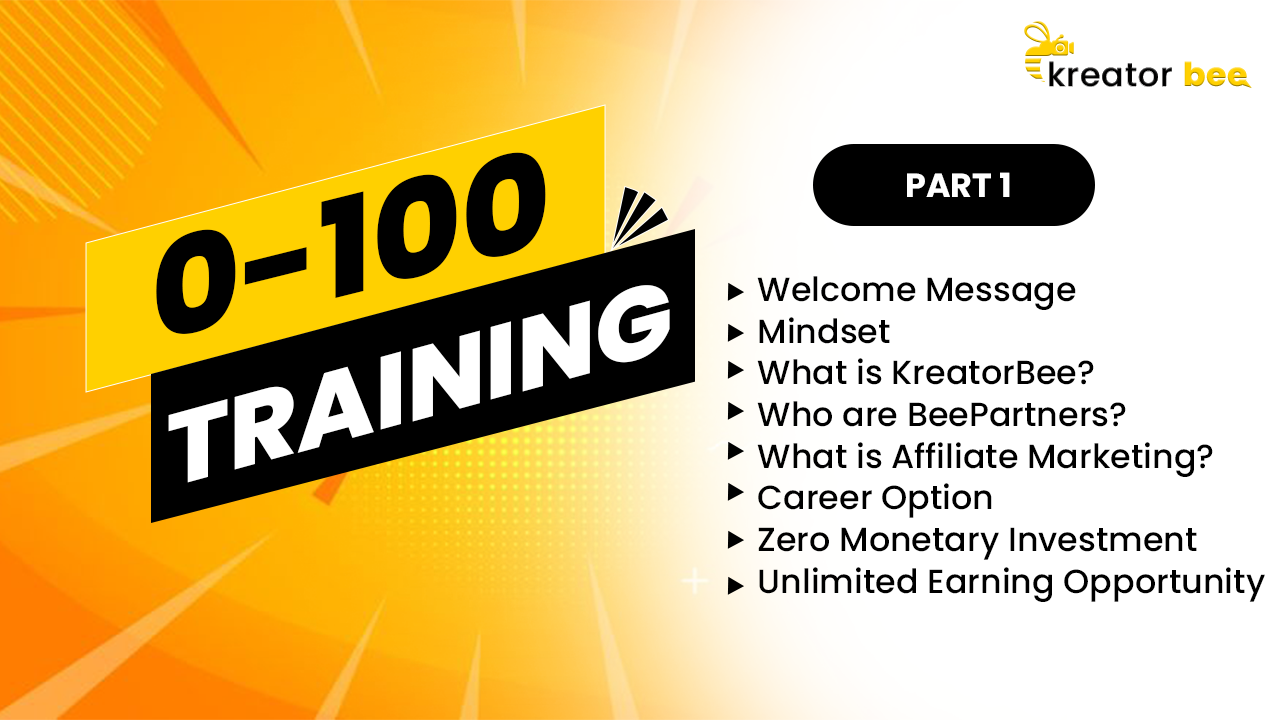 kreator bee
0-100
TRAINING
PART 1
Welcome Message
Mindset
What is KreatorBee?
Who are BeePartners?
What is Affiliate Marketing?
Career Option
Zero Monetary Investment
Unlimited Earning Opportunity